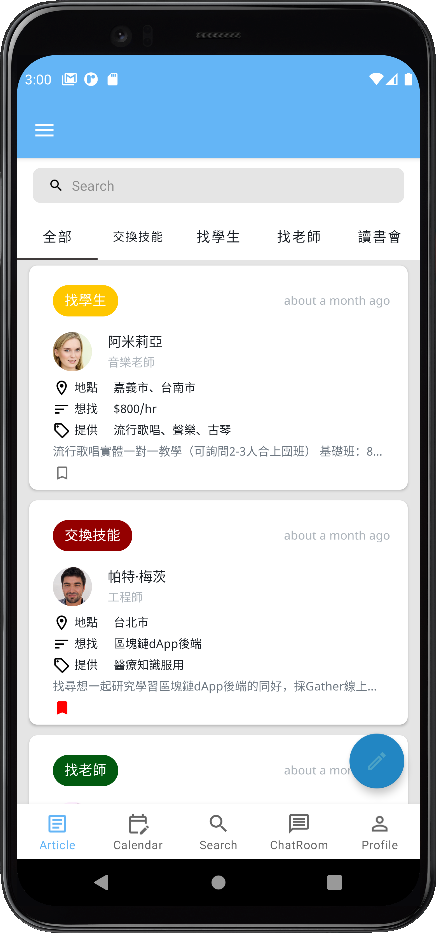 3:00
Search
全部 交換技能 找學生 找老師 讀書會
找學生 about a month ago
阿米莉亞
音樂老師
地點 嘉義市、台南市
想找 $800/hr
提供 流行歌唱、聲樂、古琴
流行歌唱實體一對一教學（可詢問2-3人合上團班） 基礎班：8...
交換技能 about a month ago
帕特·梅茨
工程師
地點 台北市
想找 區塊鏈dApp後端
提供 醫療知識服用
找尋想一起研究學習區塊鏈dApp後端的同好，採Gather線上...
找老師 about a mon
Article Calendar Search ChatRoom Profile